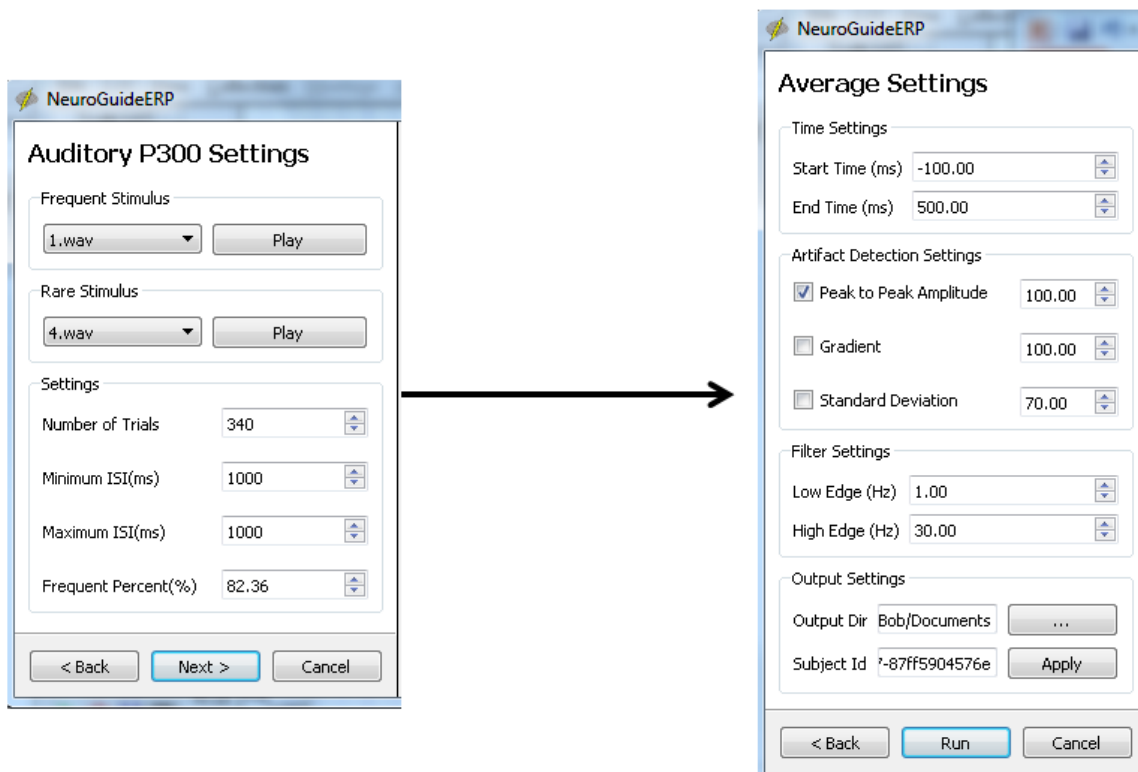 NeuroGuideERP
Auditory P300 Settings
Frequent Stimulus
1.wav Play
Rare Stimulus
4.wav Play
Settings
Number of Trials 340
Minimum ISI(ms) 1000
Maximum ISI(ms) 1000
Frequent Percent(%) 82.36
< Back Next > Cancel
NeuroGuideERP
Average Settings
Time Settings
Start Time (ms) -100.00
End Time (ms) 500.00
Artifact Detection Settings
Peak to Peak Amplitude 100.00
Gradient 100.00
Standard Deviation 70.00
Filter Settings
Low Edge (Hz) 1.00
High Edge (Hz) 30.00
Output Settings
Output Dir Bob/Documents ...
Subject Id -87ff5904576e Apply
< Back Run Cancel